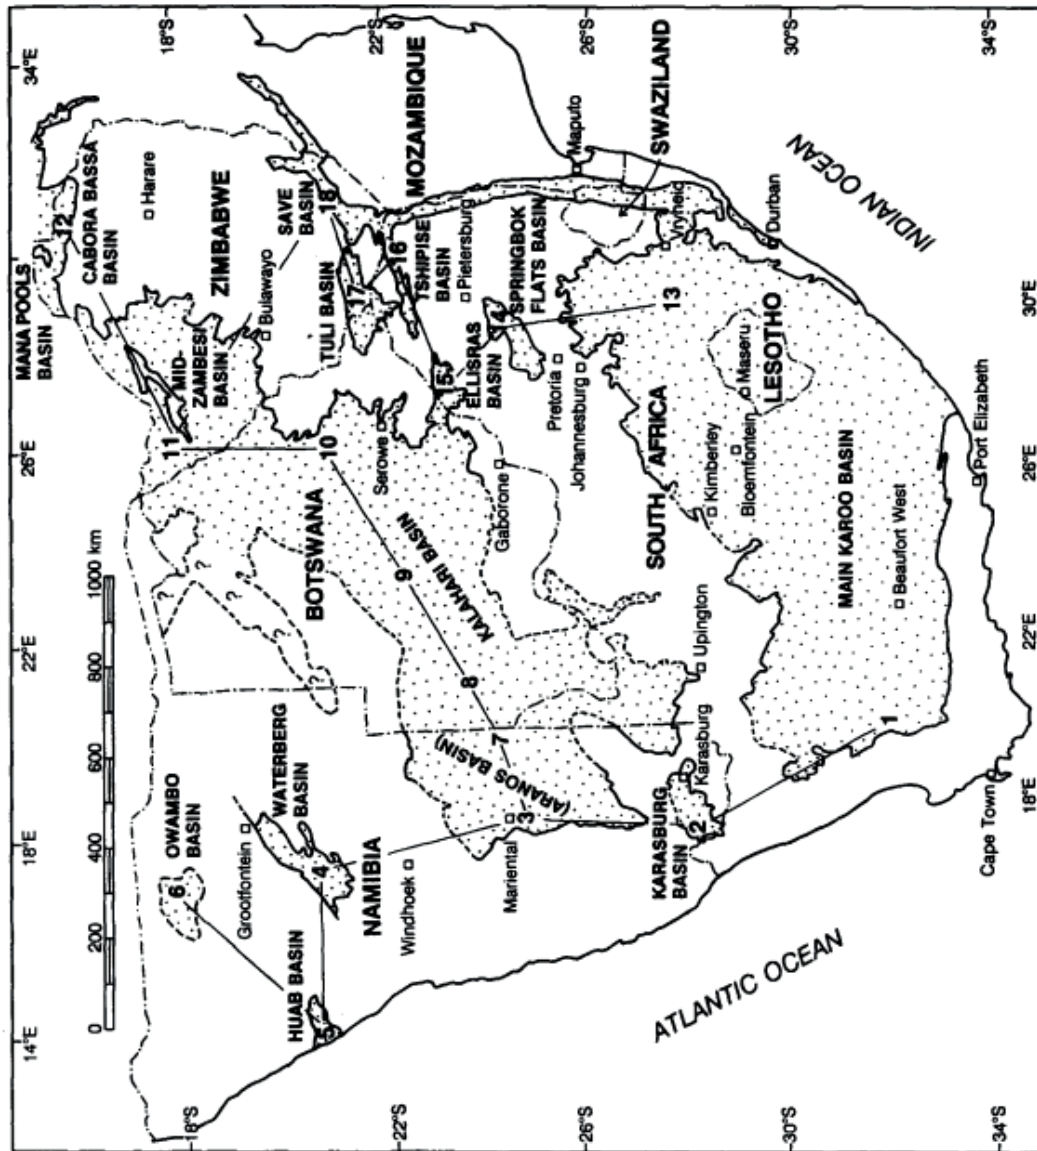 14°E
18°E
22°E
26°E
30°E
34°E
0
200
400
600
800
1000 km
18°S
22°S
26°S
30°S
34°S
18°S
22°S
26°S
30°S
MANA POOLS
BASIN
CABORA BASSA
BASIN
12
Harare
ZIMBABWE
MID-
ZAMBESI
BASIN
11
Bulawayo
SAVE
BASIN
18
TULI BASIN
17
16
TSHIPISE
BASIN
MOZAMBIQUE
Pietersburg
SPRINGBOK
FLATS BASIN
14
15
ELLISRAS
BASIN
Maputo
SWAZILAND
Pretoria
Johannesburg
Vryheid
Durban
INDIAN OCEAN
13
10
Serowe
Gaborone
BOTSWANA
?
?
?
?
9
KALAHARI BASIN
8
7
(ARANOS BASIN)
OWAMBO
BASIN
6
Grootfontein
WATERBERG
BASIN
4
HUAB BASIN
5
NAMIBIA
Windhoek
Mariental
3
KARASBURG
BASIN
2
Karasburg
Upington
SOUTH AFRICA
Kimberley
Bloemfontein
Maseru
LESOTHO
MAIN KAROO BASIN
Beaufort West
1
Port Elizabeth
Cape Town
ATLANTIC OCEAN